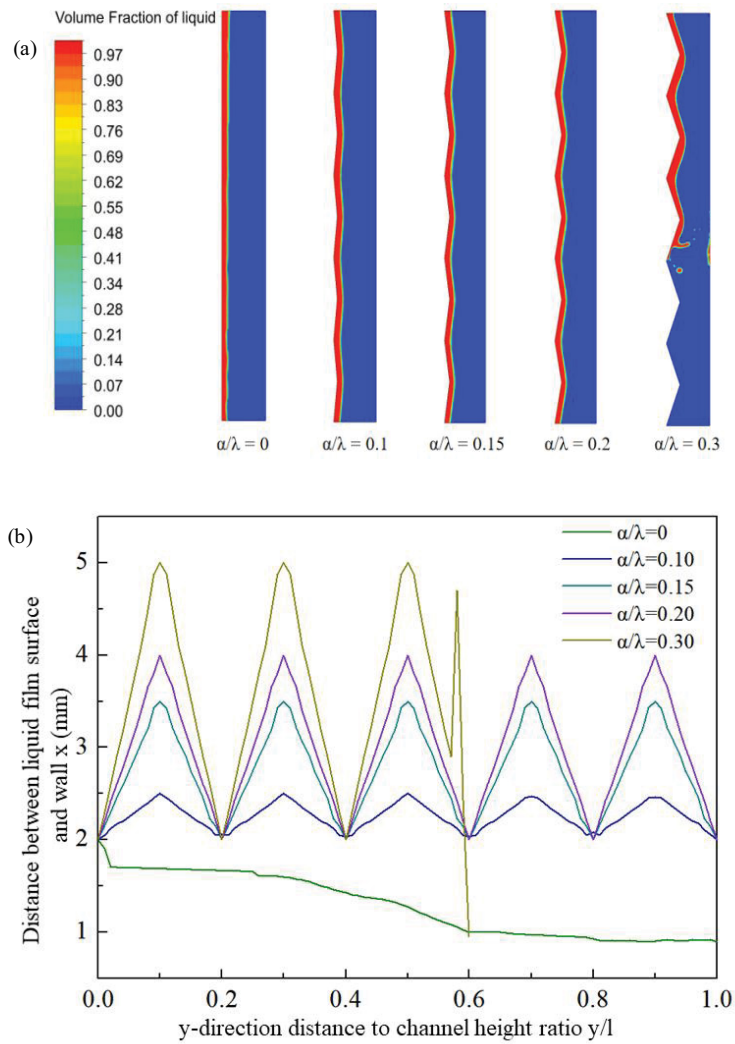 Volume Fraction of liquid
(a)
0.97
0.90
0.83
0.76
0.69
0.62
0.55
0.48
0.41
0.34
0.28
0.21
0.14
0.07
0.00
α/λ = 0
α/λ = 0.1
α/λ = 0.15
α/λ = 0.2
α/λ = 0.3
(b)
α/λ=0
α/λ=0.10
α/λ=0.15
α/λ=0.20
α/λ=0.30
5
4
3
2
1
Distance between liquid film surface
and wall x (mm)
0.0 0.2 0.4 0.6 0.8 1.0
y-direction distance to channel height ratio y/l